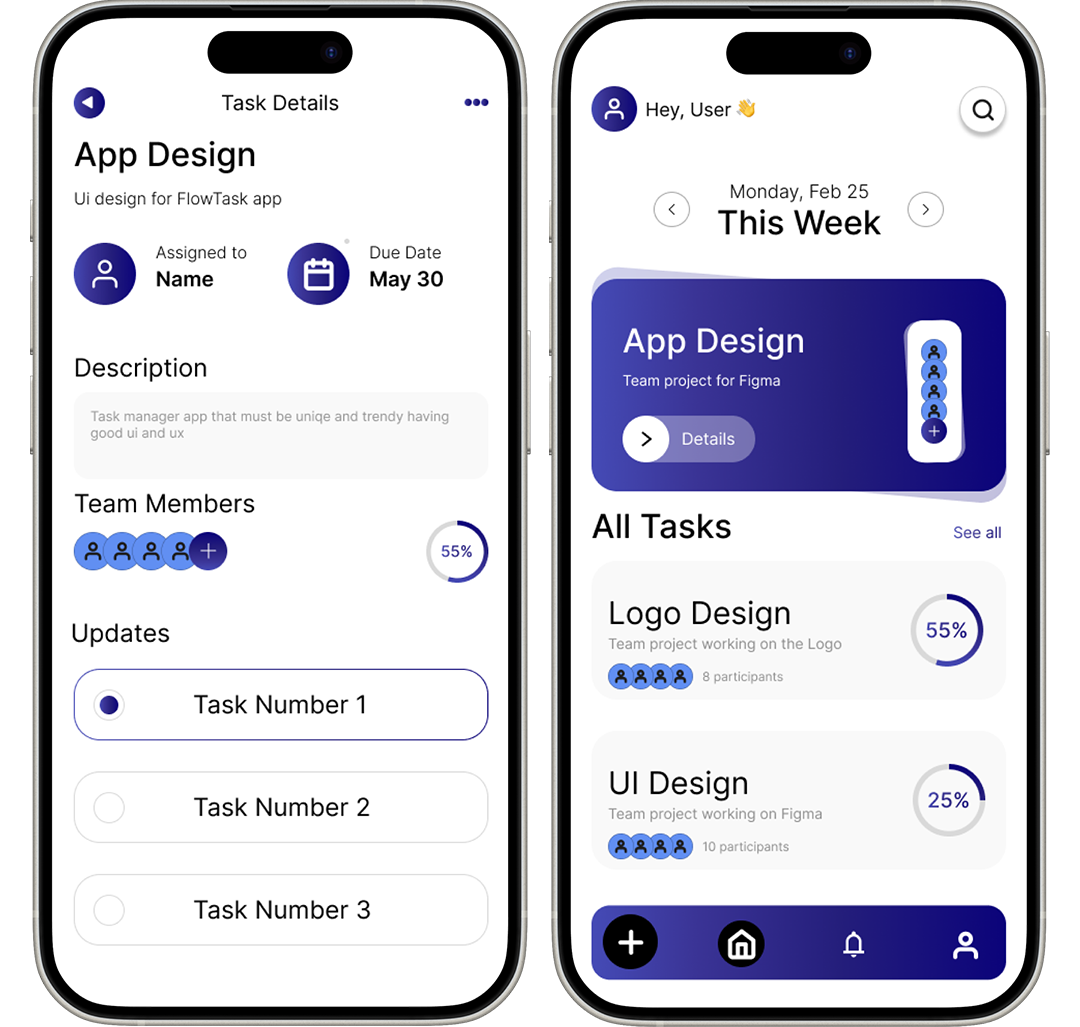 Task Details
App Design
Ui design for FlowTask app
Assigned to
Name
Due Date
May 30
Description
Task manager app that must be uniqe and trendy having
good ui and ux
Team Members
55%
Updates
Task Number 1
Task Number 2
Task Number 3
Hey, User 👋
Monday, Feb 25
This Week
App Design
Team project for Figma
Details
All Tasks
See all
Logo Design
Team project working on the Logo
8 participants
55%
UI Design
Team project working on Figma
10 participants
25%